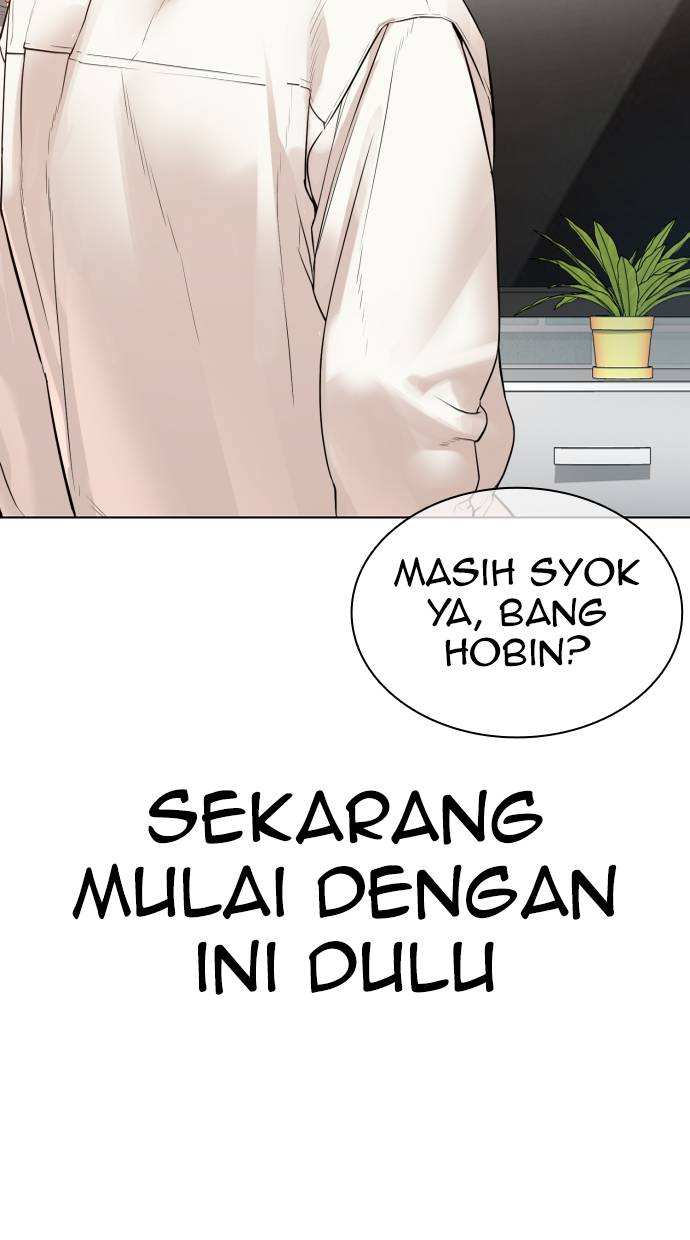 MASIH SYOK
YA, BANG
HOBIN?
SEKARANG
MULAI DENGAN
INI DULU